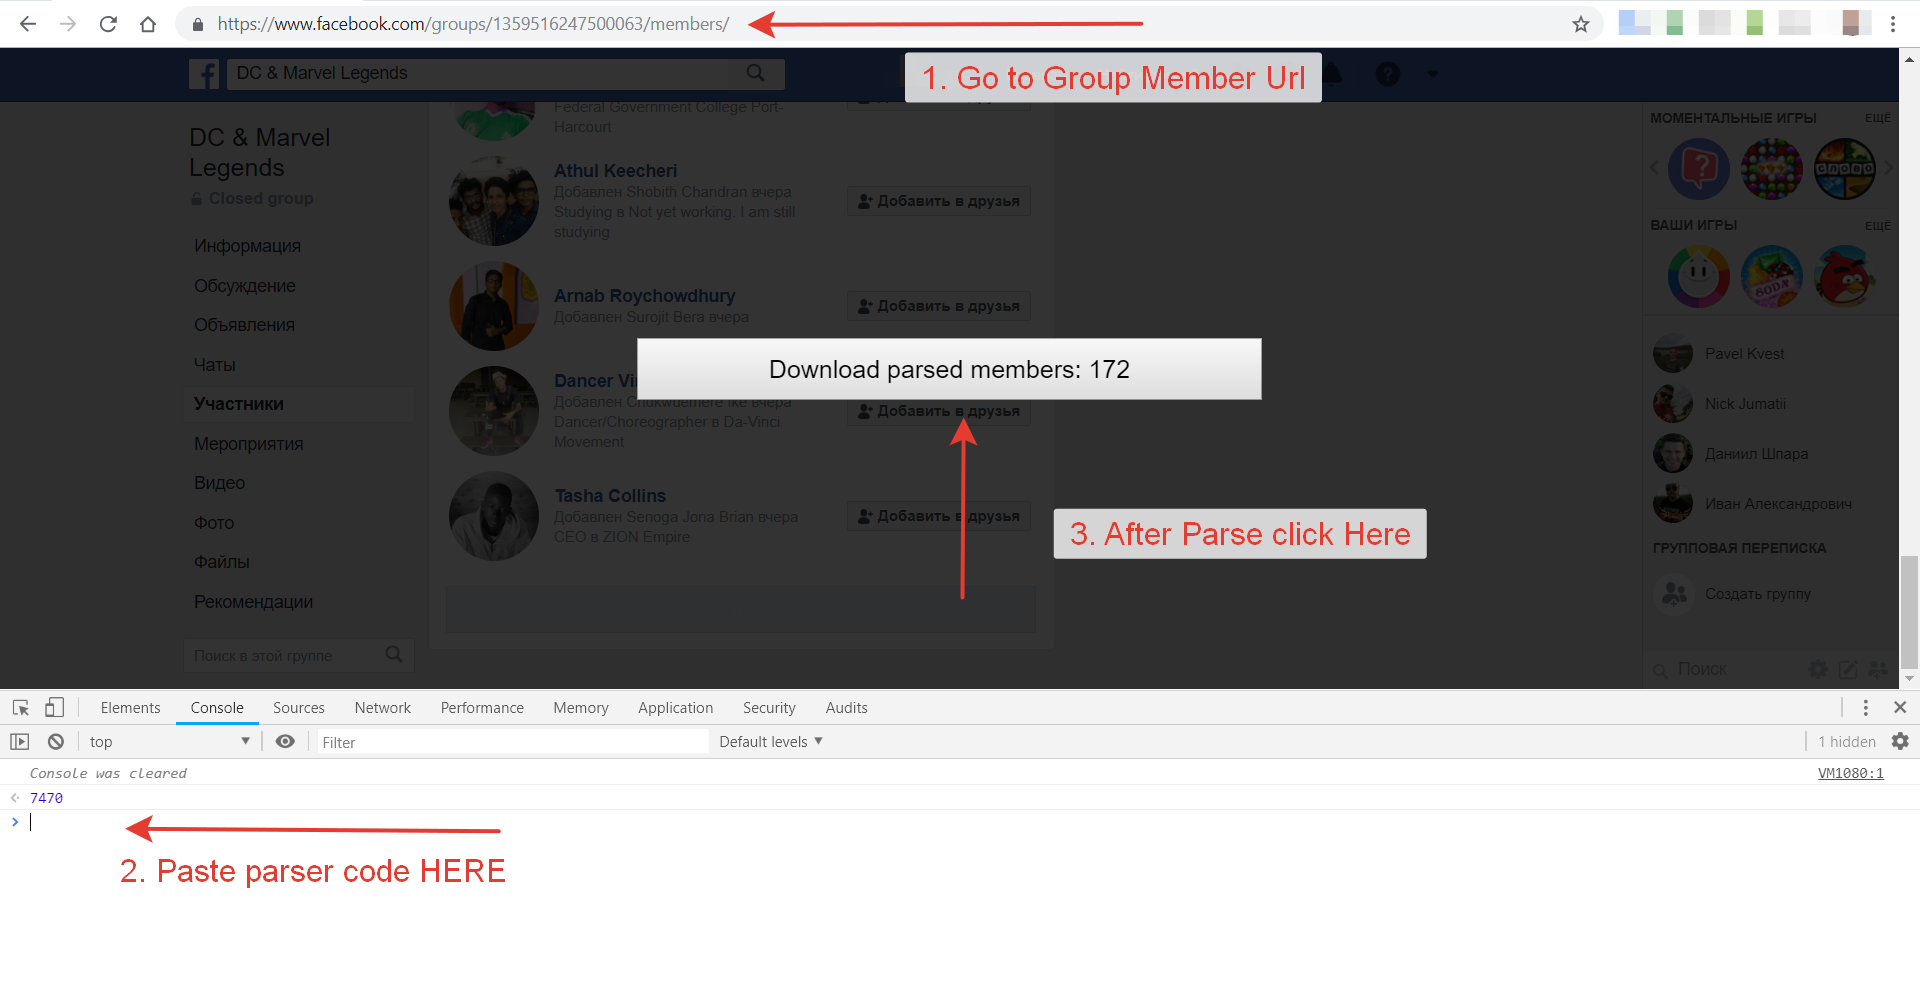 https://www.facebook.com/groups/1359516247500063/members/
DC & Marvel Legends
1. Go to Group Member Url
DC & Marvel
Legends
Closed group
Информация
Обсуждение
Объявления
Чаты
Участники
Мероприятия
Видео
Фото
Файлы
Рекомендации
Поиск в этой группе
Federal Government College Port-
Harcourt
Athul Keecheri
Добавлен Shobith Chandran вчера
Studying в Not yet working. I am still
studying
Добавить в друзья
Arnab Roychowdhury
Добавлен Surojit Bera вчера
Добавить в друзья
Download parsed members: 172
Dancer
Добавлен Chukwuemere Ike вчера
Dancer/Choreographer в Da-Vinci
Movement
Добавить в друзья
Tasha Collins
Добавлен Senoga Jona Brian вчера
CEO в ZION Empire
Добавить в друзья
3. After Parse click Here
МОМЕНТАЛЬНЫЕ ИГРЫ ЕЩЁ
СЛОВО
ВАШИ ИГРЫ ЕЩЁ
SODA
Pavel Kvest
Nick Jumatii
Даниил Шпара
Иван Александрович
ГРУППОВАЯ ПЕРЕПИСКА
Создать группу
Поиск
Elements Console Sources Network Performance Memory Application Security Audits
top Filter Default levels 1 hidden
Console was cleared VM1080:1
7470
2. Paste parser code HERE